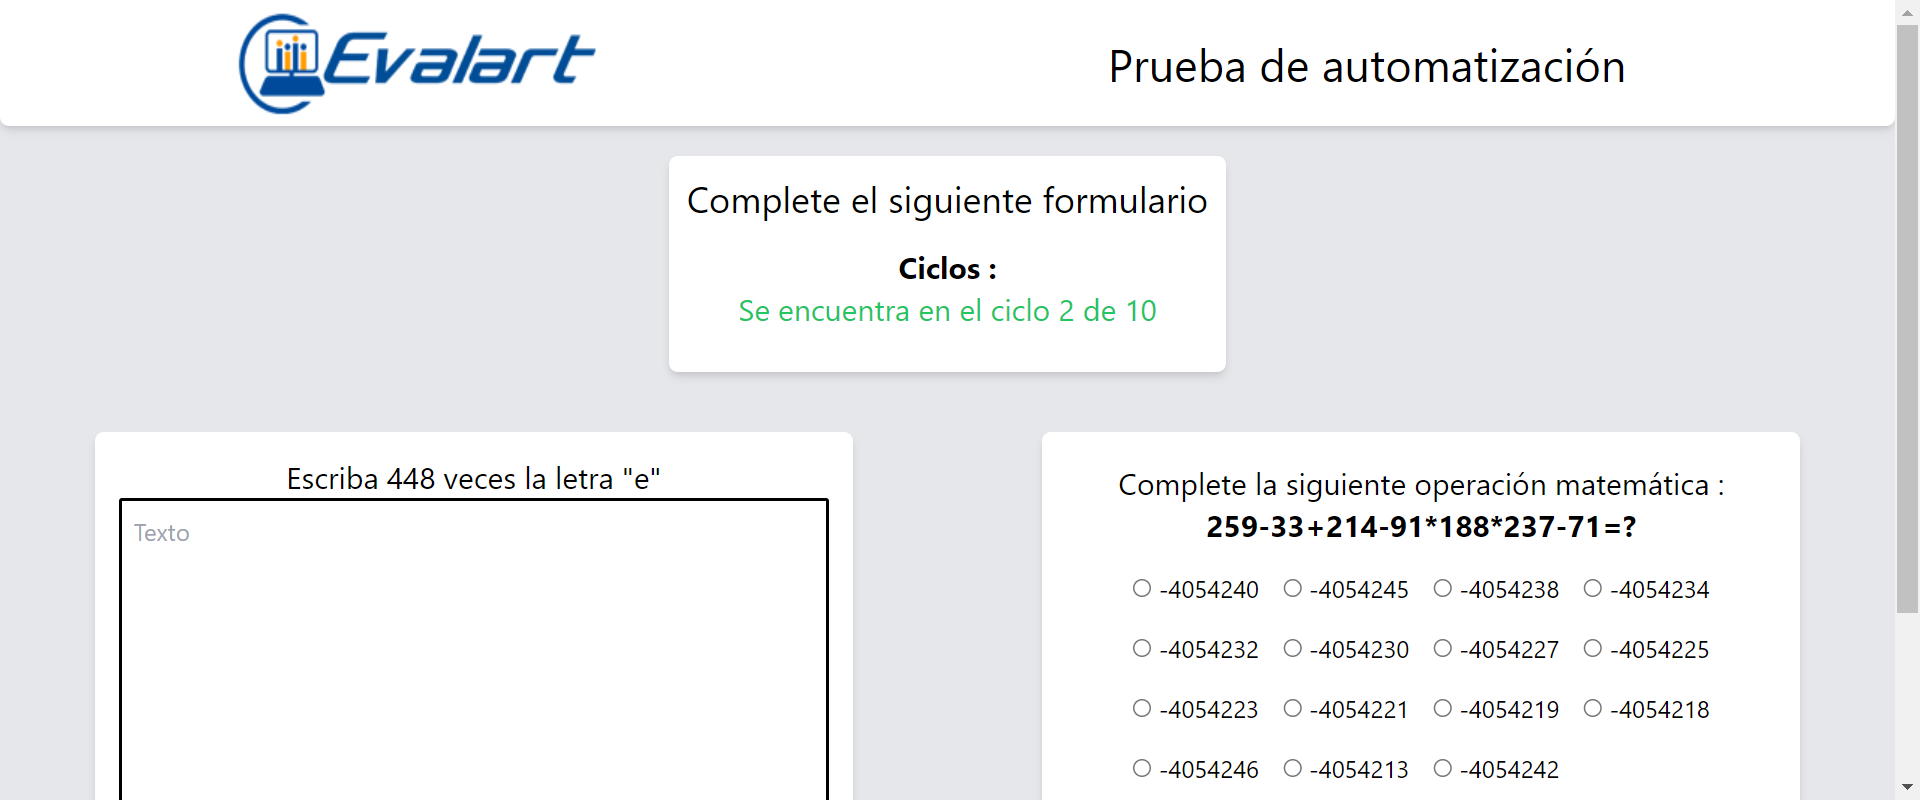 Evalart
Prueba de automatización
Complete el siguiente formulario
Ciclos :
Se encuentra en el ciclo 2 de 10
Escriba 448 veces la letra "e"
Texto
Complete la siguiente operación matemática :
259-33+214-91*188*237-71=?
-4054240 -4054245 -4054238 -4054234
-4054232 -4054230 -4054227 -4054225
-4054223 -4054221 -4054219 -4054218
-4054246 -4054213 -4054242